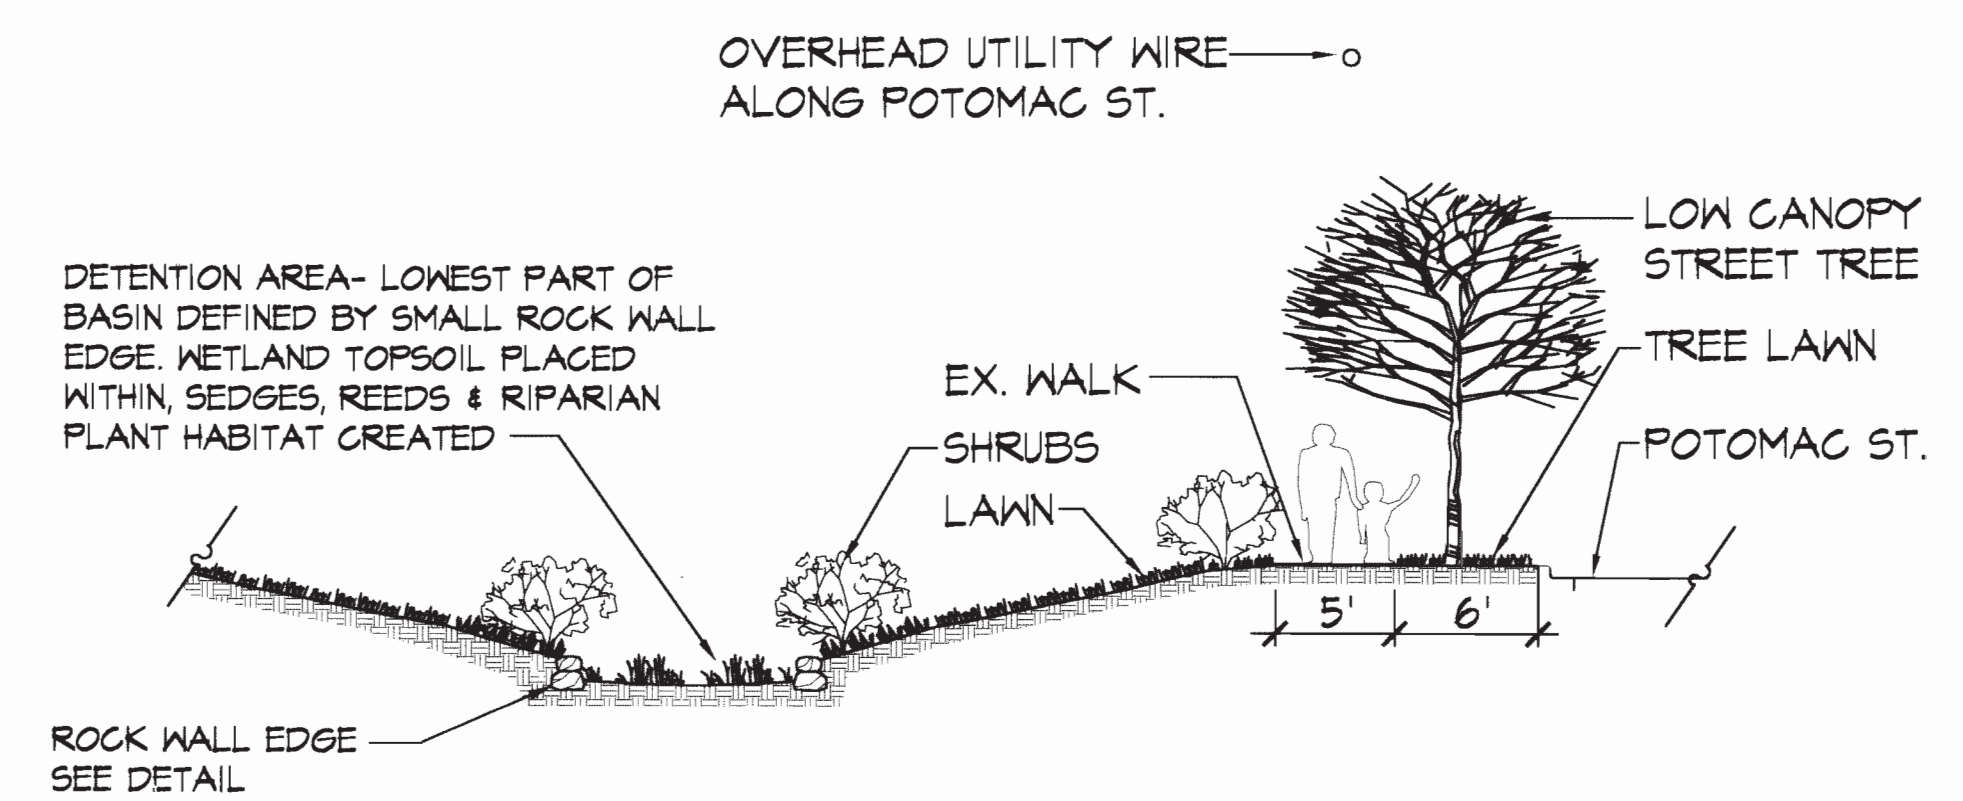 OVERHEAD UTILITY WIRE
ALONG POTOMAC ST.
LOW CANOPY
STREET TREE
DETENTION AREA- LOWEST PART OF
BASIN DEFINED BY SMALL ROCK WALL
EDGE. WETLAND TOPSOIL PLACED
WITHIN, SEDGES, REEDS & RIPARIAN
PLANT HABITAT CREATED
TREE LAWN
EX. WALK
SHRUBS
POTOMAC ST.
LAWN
5'
6'
ROCK WALL EDGE
SEE DETAIL